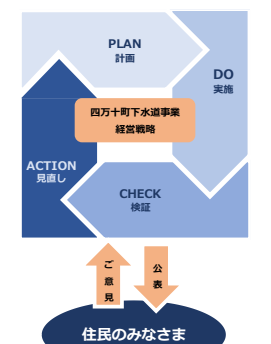 PLAN
計画
DO
実施
四万十町下水道事業
経営戦略
ACTION
見直し
CHECK
検証
ご意見
公表
住民のみなさま